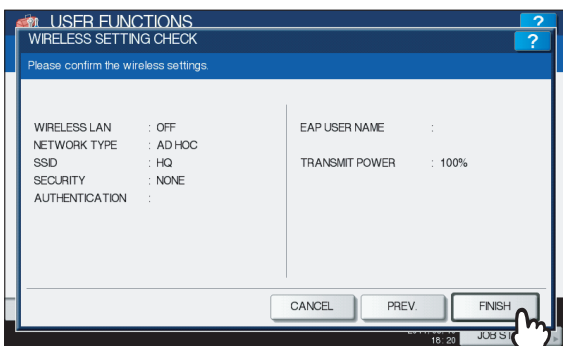 USER FUNCTIONS
?
WIRELESS SETTING CHECK
?
Please confirm the wireless settings.
WIRELESS LAN : OFF
NETWORK TYPE : AD HOC
SSID : HQ
SECURITY : NONE
AUTHENTICATION :
EAP USER NAME :
TRANSMIT POWER : 100%
CANCEL
PREV.
FINISH
18:20
JOB